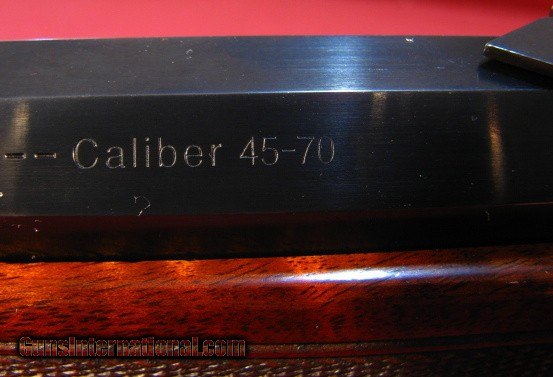 -- Caliber 45-70
GunsInternational.com